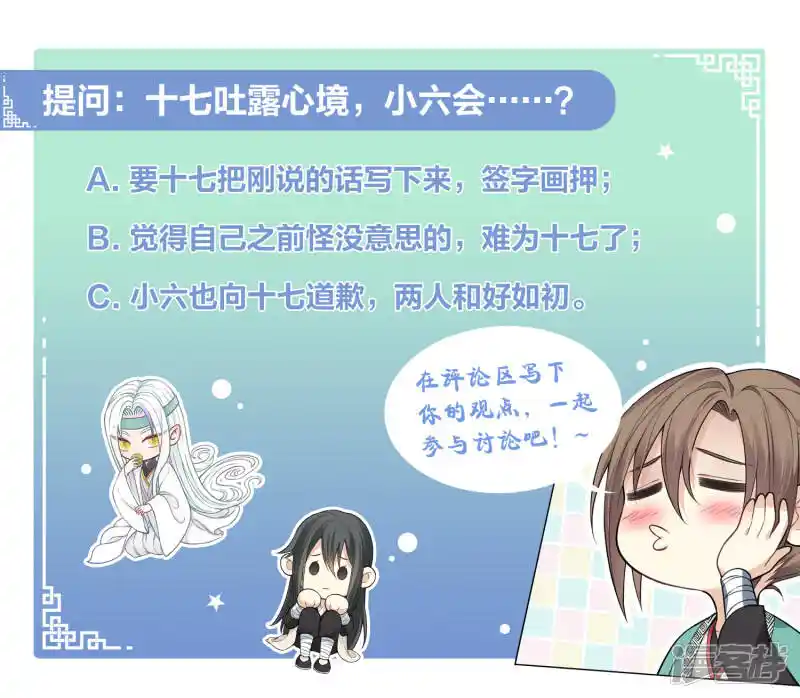 提问：十七吐露心境，小六会……？
A. 要十七把刚说的话写下来，签字画押；
B. 觉得自己之前怪没意思的，难为十七了；
C. 小六也向十七道歉，两人和好如初。
在评论区写下
你的观点，一起
参与讨论吧！~
漫客栈